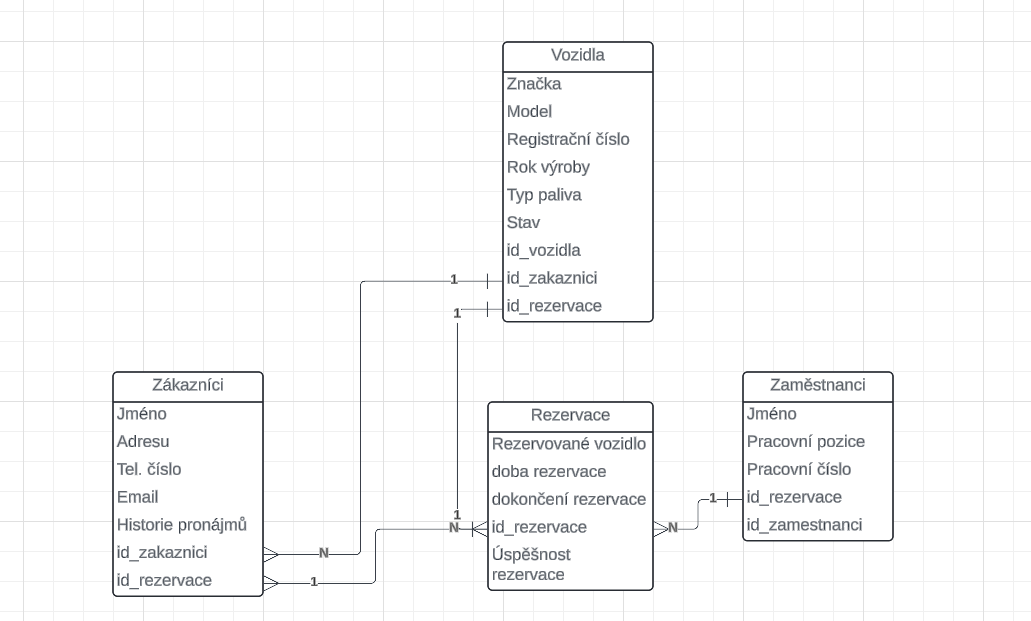 Vozidla
Značka
Model
Registrační číslo
Rok výroby
Typ paliva
Stav
id_vozidla
id_zakaznici
id_rezervace
1
1
Zákazníci
Jméno
Adresu
Tel. číslo
Email
Historie pronájmů
id_zakaznici
id_rezervace
N
1
1
N
Rezervace
Rezervované vozidlo
doba rezervace
dokončení rezervace
id_rezervace
Úspěšnost
rezervace
N
1
Zaměstnanci
Jméno
Pracovní pozice
Pracovní číslo
id_rezervace
id_zamestnanci